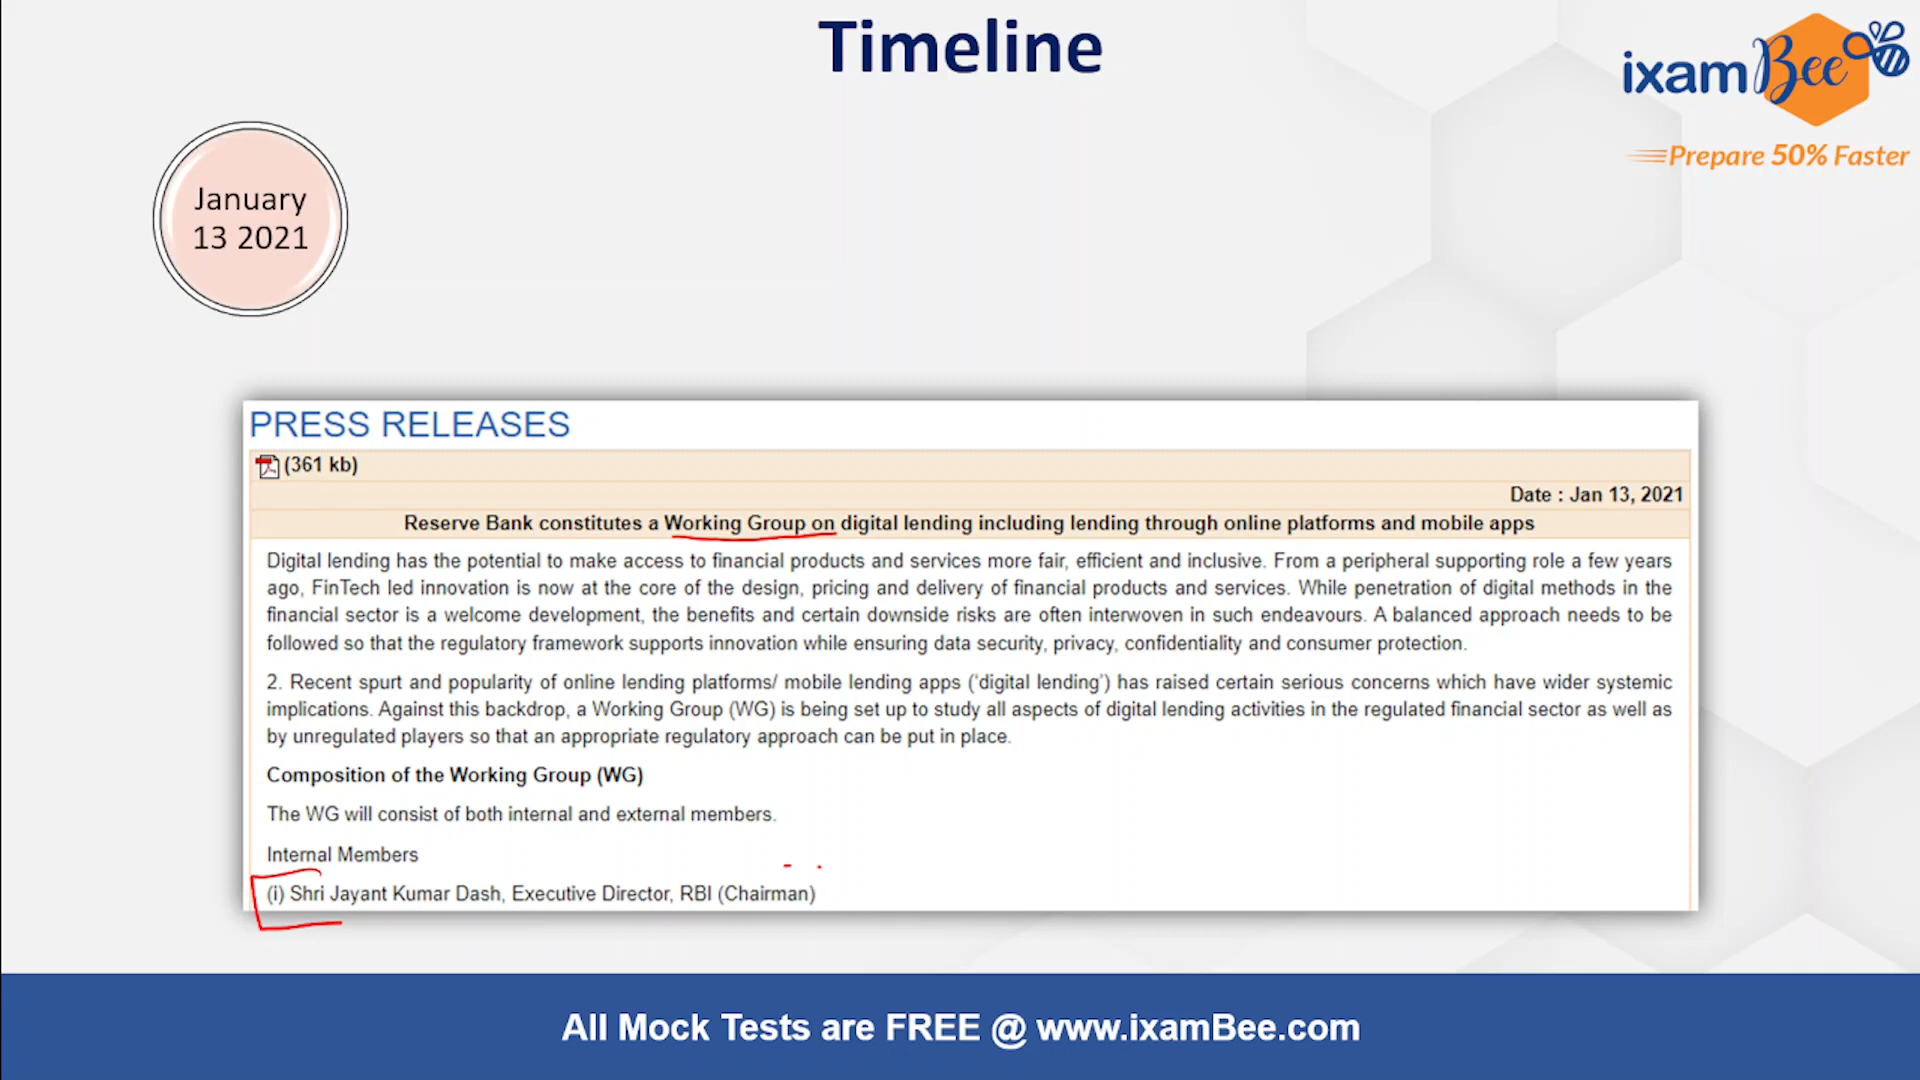 Timeline
ixamBee
Prepare 50% Faster
January
13 2021
PRESS RELEASES
(361 kb)
Date : Jan 13, 2021
Reserve Bank constitutes a Working Group on digital lending including lending through online platforms and mobile apps
Digital lending has the potential to make access to financial products and services more fair, efficient and inclusive. From a peripheral supporting role a few years
ago, FinTech led innovation is now at the core of the design, pricing and delivery of financial products and services. While penetration of digital methods in the
financial sector is a welcome development, the benefits and certain downside risks are often interwoven in such endeavours. A balanced approach needs to be
followed so that the regulatory framework supports innovation while ensuring data security, privacy, confidentiality and consumer protection.
2. Recent spurt and popularity of online lending platforms/ mobile lending apps (‘digital lending’) has raised certain serious concerns which have wider systemic
implications. Against this backdrop, a Working Group (WG) is being set up to study all aspects of digital lending activities in the regulated financial sector as well as
by unregulated players so that an appropriate regulatory approach can be put in place.
Composition of the Working Group (WG)
The WG will consist of both internal and external members.
Internal Members
(i) Shri Jayant Kumar Dash, Executive Director, RBI (Chairman)
All Mock Tests are FREE @ www.ixamBee.com